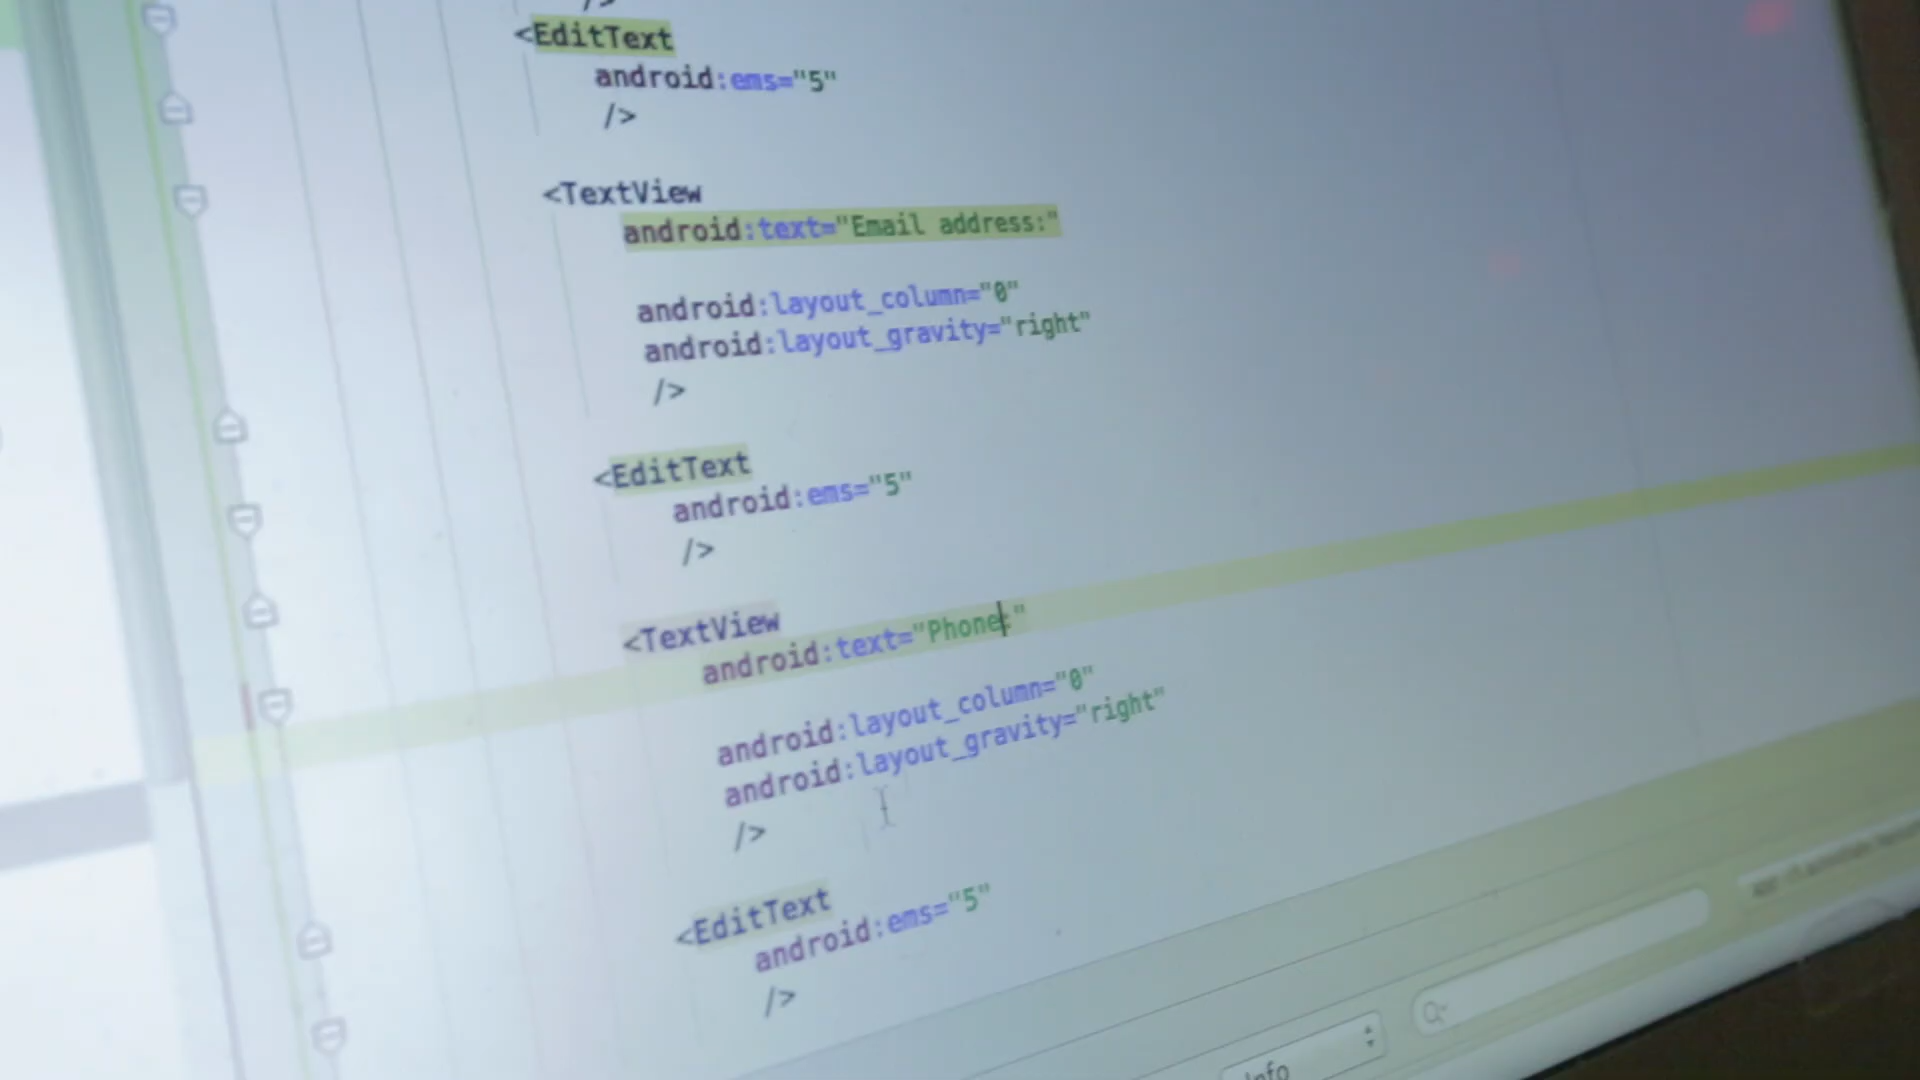 />
<EditText
android:ems="5"
/>
<TextView
android:text="Email address:"
android:layout_column="0"
android:layout_gravity="right"
/>
<EditText
android:ems="5"
/>
<TextView
android:text="Phone:"
android:layout_column="0"
android:layout_gravity="right"
/>
<EditText
android:ems="5"
/>
Info